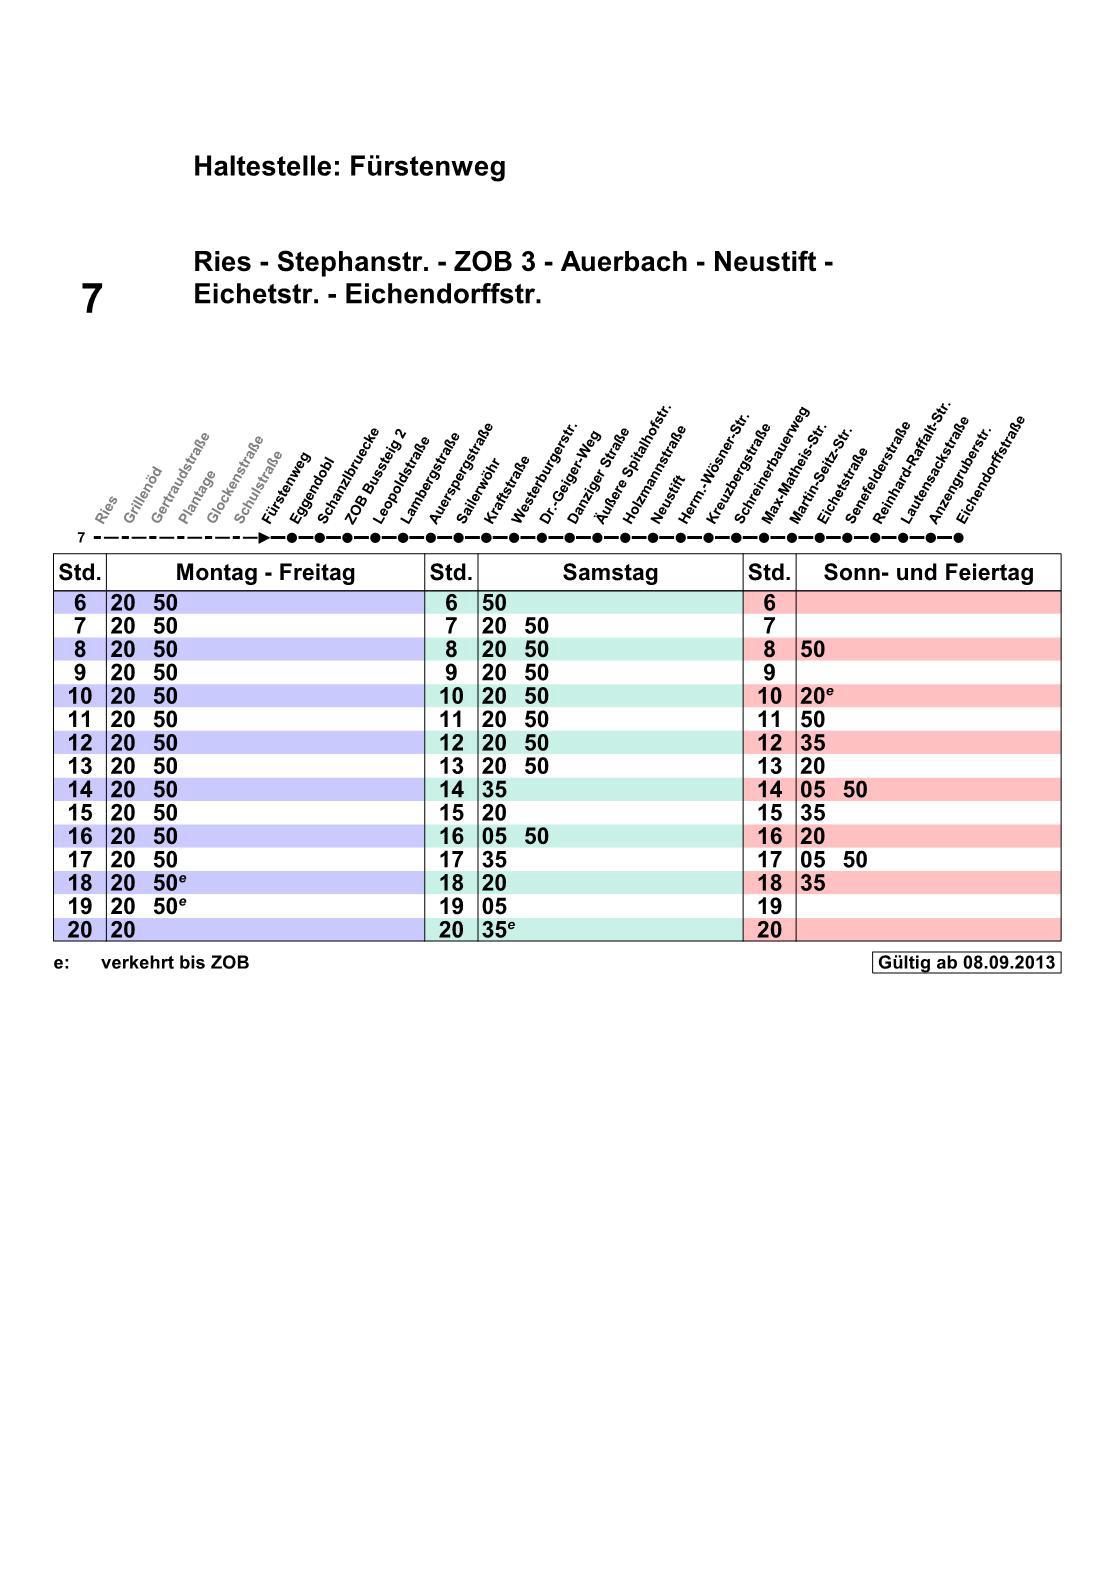 Haltestelle: Fürstenweg
Ries - Stephanstr. - ZOB 3 - Auerbach - Neustift -
7 Eichetstr. - Eichendorffstr.
Ries
Grillenöd
Gertraudstraße
Plantage
Glockenstraße
Schulstraße
Fürstenweg
Eggendobl
Schanzlbruecke
ZOB Bussteig 2
Leopoldstraße
Lambergstraße
Auerspergstraße
Sailerwöhr
Kraftstraße
Westerburgerstr.
Dr.-Geiger-Weg
Danziger Straße
Äußere Spitalhofstr.
Holzmannstraße
Neustift
Herm.-Wösner-Str.
Kreuzbergstraße
Schreinerbauerweg
Max-Matheis-Str.
Martin-Seitz-Str.
Eichetstraße
Senefelderstraße
Reinhard-Raffalt-Str.
Lautensackstraße
Anzengruberstr.
Eichendorffstraße
7
Std. Montag - Freitag Std. Samstag Std. Sonn- und Feiertag
6 20 50 6 50 6
7 20 50 7 20 50 7
8 20 50 8 20 50 8 50
9 20 50 9 20 50 9
10 20 50 10 20 50 10 20e
11 20 50 11 20 50 11 50
12 20 50 12 20 50 12 35
13 20 50 13 20 50 13 20
14 20 50 14 35 14 05 50
15 20 50 15 20 15 35
16 20 50 16 05 50 16 20
17 20 50 17 35 17 05 50
18 20 50e 18 20 18 35
19 20 50e 19 05 19
20 20 20 35e 20
e: verkehrt bis ZOB Gültig ab 08.09.2013